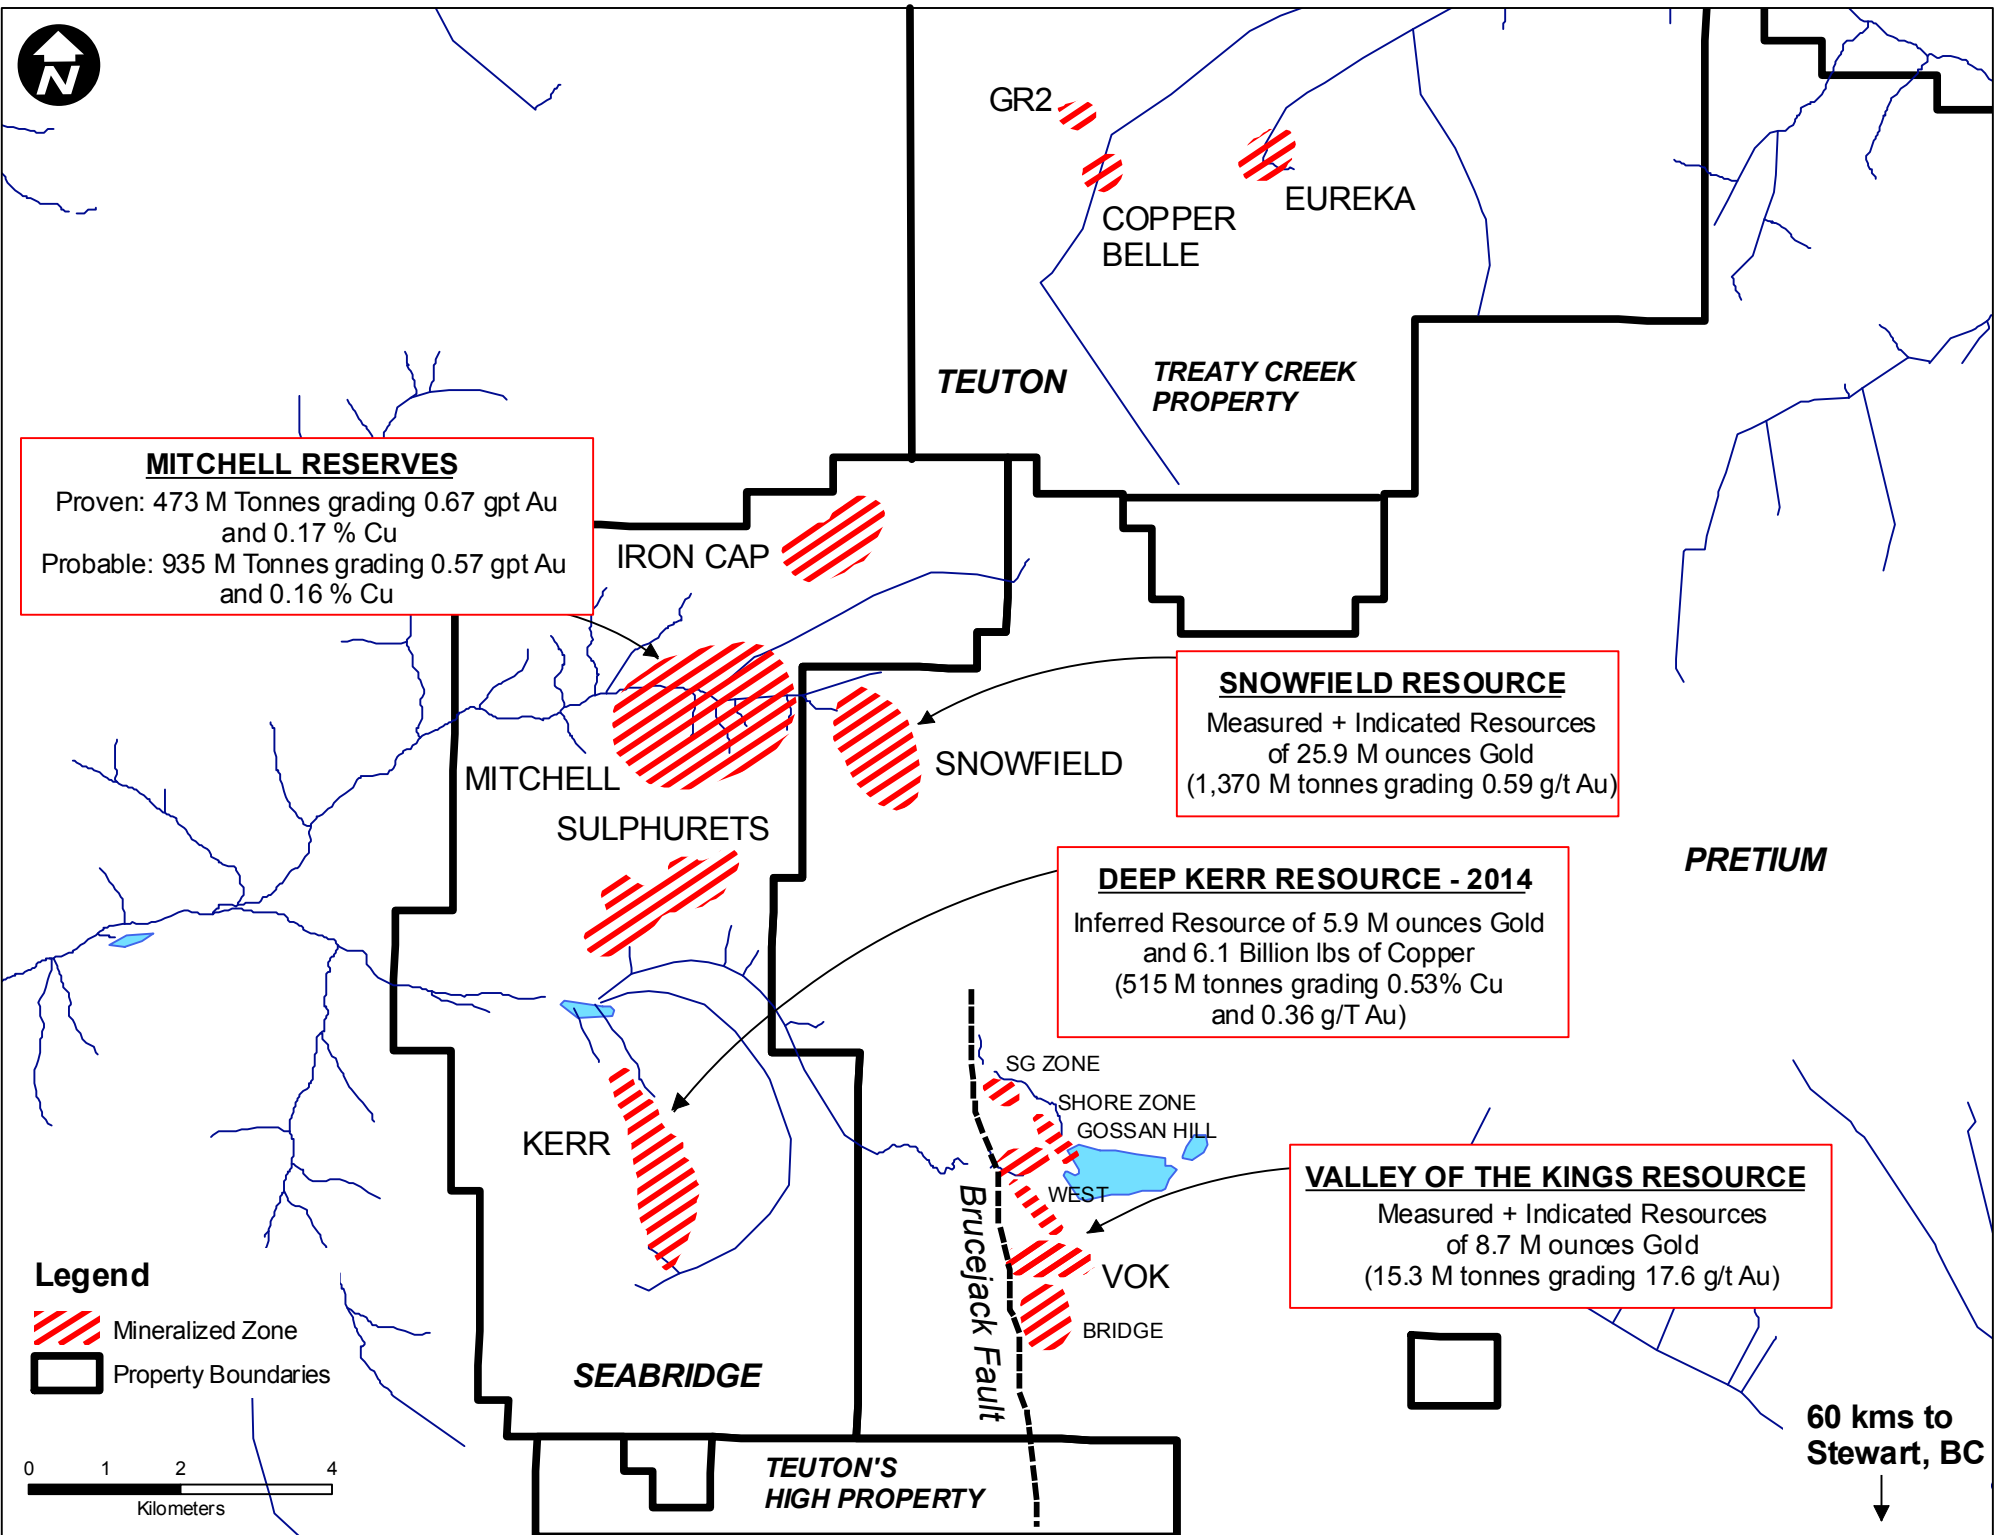 N
GR2
EUREKA
COPPER
BELLE
TEUTON
TREATY CREEK
PROPERTY
MITCHELL RESERVES
Proven: 473 M Tonnes grading 0.67 gpt Au
and 0.17 % Cu
Probable: 935 M Tonnes grading 0.57 gpt Au
and 0.16 % Cu
IRON CAP
SNOWFIELD RESOURCE
Measured + Indicated Resources
of 25.9 M ounces Gold
(1,370 M tonnes grading 0.59 g/t Au)
MITCHELL
SNOWFIELD
SULPHURETS
PRETIUM
DEEP KERR RESOURCE - 2014
Inferred Resource of 5.9 M ounces Gold
and 6.1 Billion lbs of Copper
(515 M tonnes grading 0.53% Cu
and 0.36 g/T Au)
SG ZONE
SHORE ZONE
GOSSAN HILL
KERR
WEST
VALLEY OF THE KINGS RESOURCE
Measured + Indicated Resources
of 8.7 M ounces Gold
(15.3 M tonnes grading 17.6 g/t Au)
Brucejack Fault
VOK
BRIDGE
Legend
Mineralized Zone
Property Boundaries
SEABRIDGE
60 kms to
Stewart, BC
TEUTON'S
HIGH PROPERTY
0 1 2 4
Kilometers